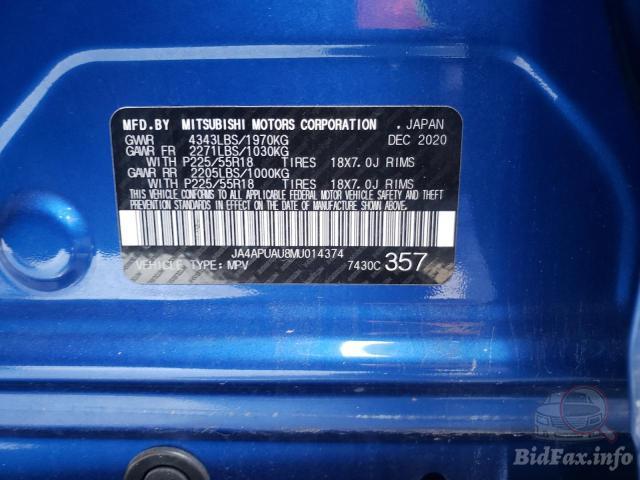 MFD.BY MITSUBISHI MOTORS CORPORATION . JAPAN
GVWR 4343LBS/1970KG DEC 2020
GAWR FR 2271LBS/1030KG
WITH P225/55R18 TIRES 18X7.0J RIMS
GAWR RR 2205LBS/1000KG
WITH P225/55R18 TIRES 18X7.0J RIMS
THIS VEHICLE CONFORMS TO ALL APPLICABLE FEDERAL MOTOR VEHICLE SAFETY AND
THEFT PREVENTION STANDARDS IN EFFECT ON THE DATE OF MANUFACTURE SHOWN ABOVE.
JA4APUAU8MU014374
VEHICLE TYPE: MPV 7430C 357
BidFax.info